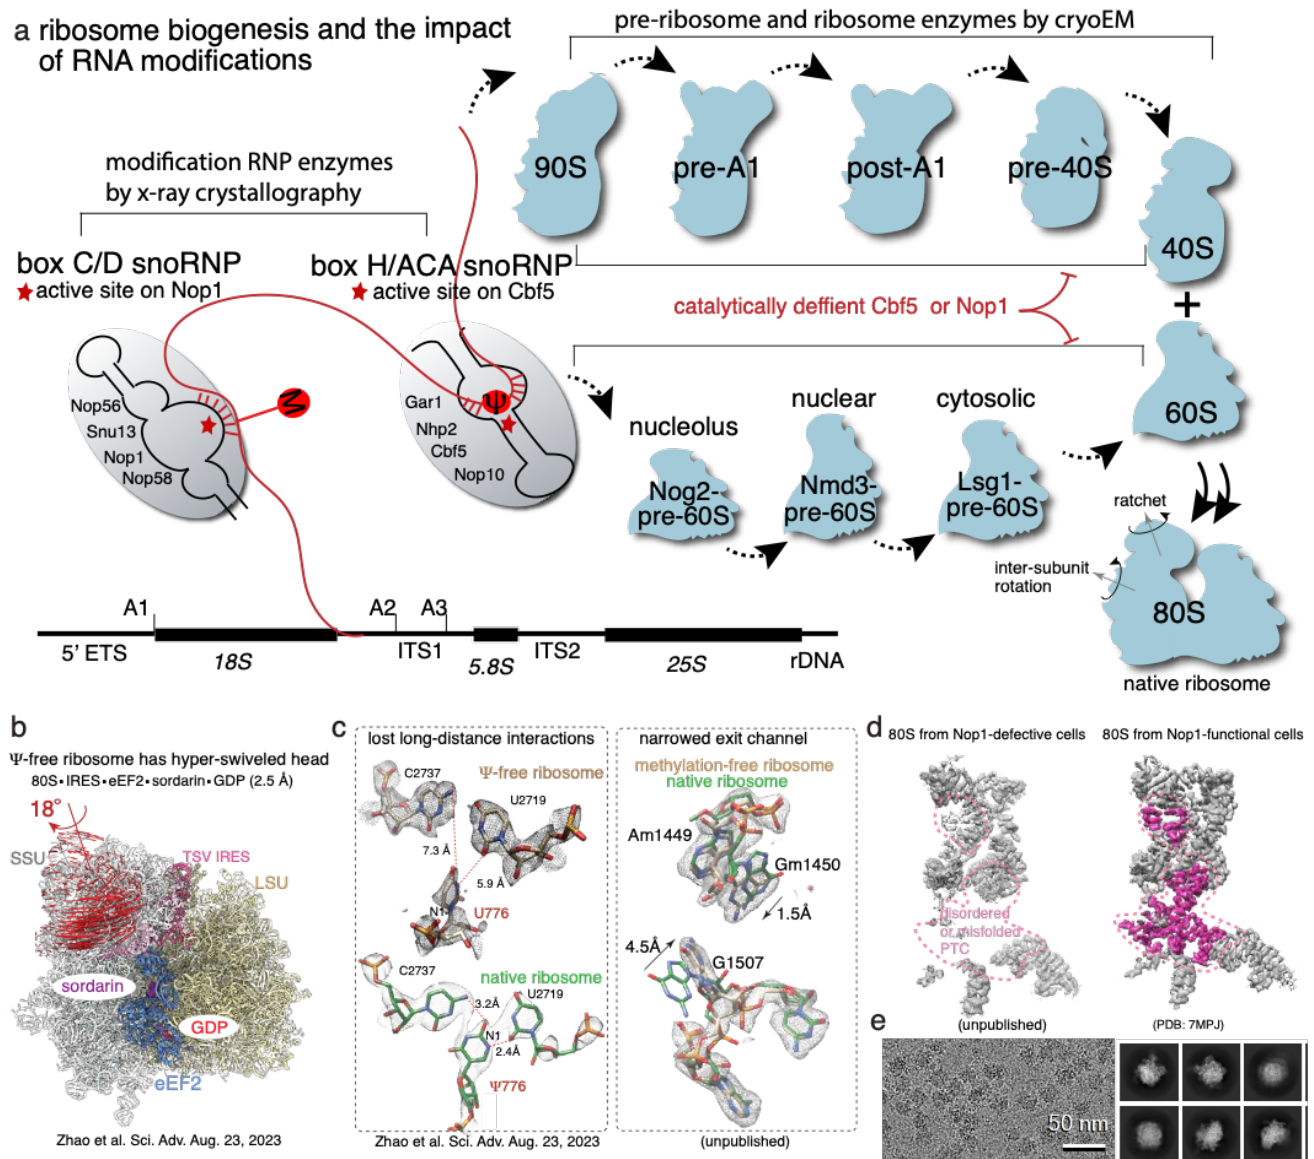 a ribosome biogenesis and the impact
of RNA modifications
pre-ribosome and ribosome enzymes by cryoEM
90S
pre-A1
post-A1
pre-40S
40S
modification RNP enzymes
by x-ray crystallography
box C/D snoRNP
active site on Nop1
box H/ACA snoRNP
active site on Cbf5
catalytically deffient Cbf5 or Nop1
+
60S
Nop56
Snu13
Nop1
Nop58
M
Gar1
Nhp2
Cbf5
Nop10
Ψ
nucleolus
nuclear
cytosolic
Nog2-
pre-60S
Nmd3-
pre-60S
Lsg1-
pre-60S
ratchet
inter-subunit
rotation
80S
native ribosome
A1
A2
A3
5’ ETS
18S
ITS1
5.8S
ITS2
25S
rDNA
b
Ψ-free ribosome has hyper-swiveled head
80S▪IRES▪eEF2▪sordarin▪GDP (2.5 Å)
18°
SSU
TSV IRES
LSU
sordarin
GDP
eEF2
Zhao et al. Sci. Adv. Aug. 23, 2023
c
lost long-distance interactions
C2737
Ψ-free ribosome
U2719
7.3 Å
5.9 Å
N1
U776
native ribosome
C2737
U2719
3.2Å
N1
2.4Å
Ψ776
Zhao et al. Sci. Adv. Aug. 23, 2023
narrowed exit channel
methylation-free ribosome
native ribosome
Am1449
Gm1450
1.5Å
4.5Å
G1507
(unpublished)
d
80S from Nop1-defective cells
80S from Nop1-functional cells
disordered
or misfolded
PTC
(unpublished)
(PDB: 7MPJ)
e
50 nm